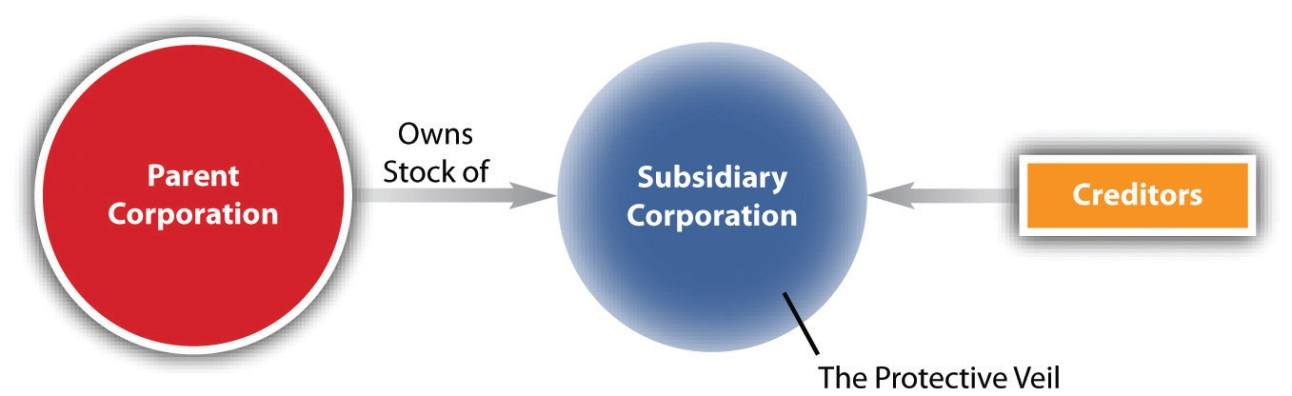 Parent
Corporation
Owns
Stock of
Subsidiary
Corporation
Creditors
The Protective Veil